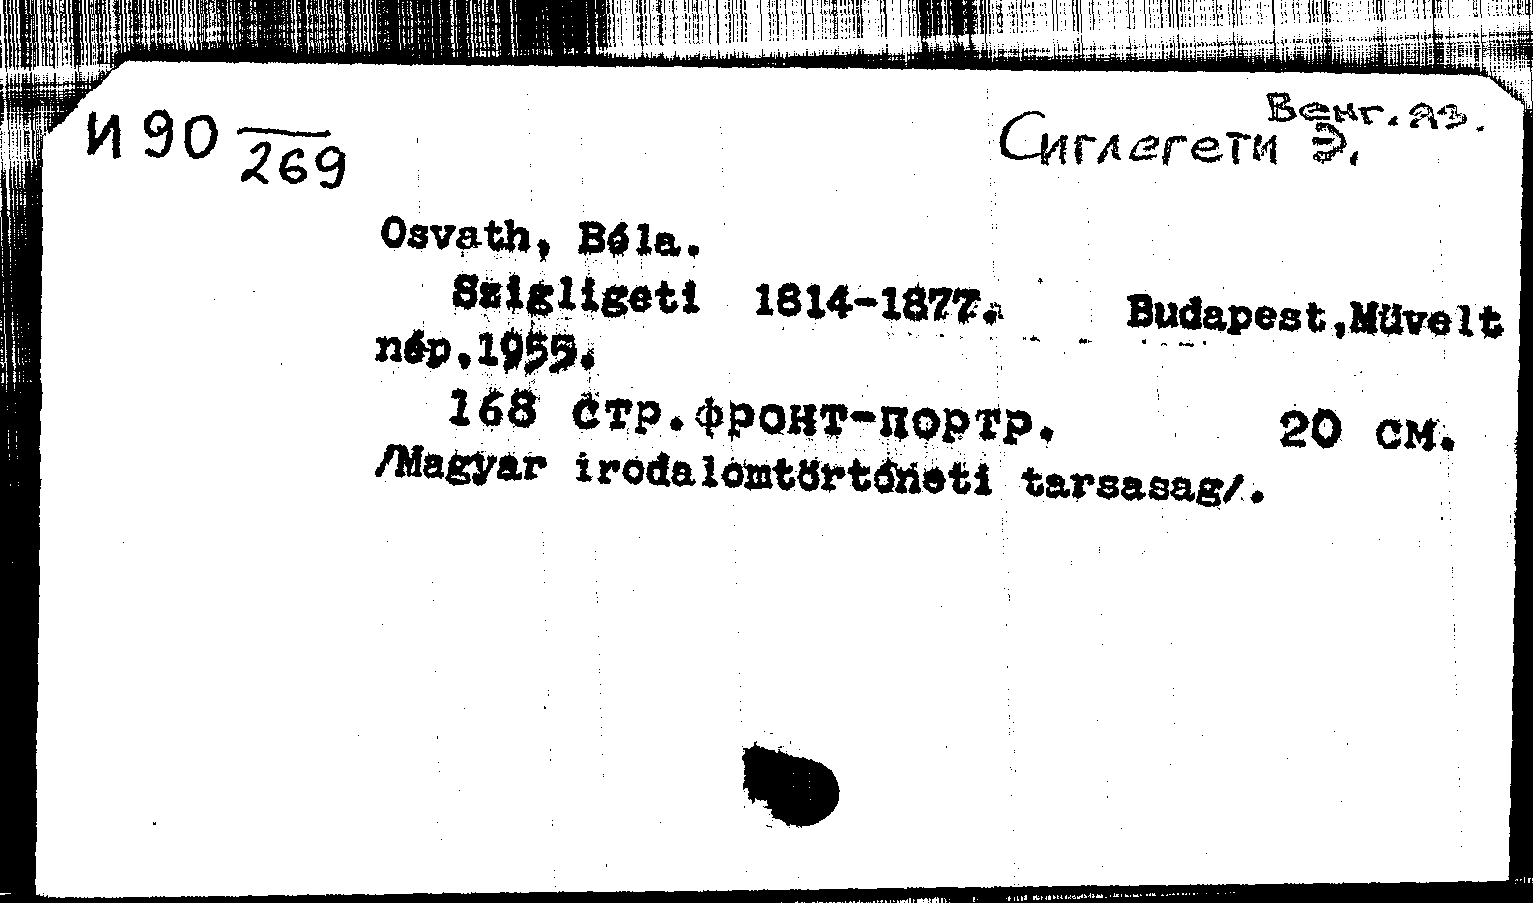 И 90 269
Венг. яз.
Сиглегети Э.
Osvath, Béla.
Szigligeti 1814-1877. Budapest,Müvelt
nép.1955.
168 стр.фронт-портр. 20 см.
/Magyar irodalomtörténeti tarsasag/.